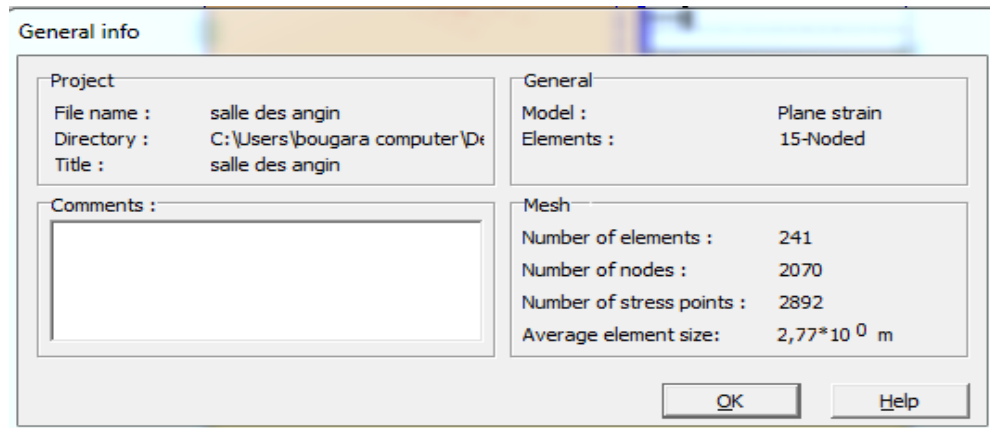 General info
Project
File name : salle des angin
Directory : C:\Users\bougara computer\De
Title : salle des angin
General
Model : Plane strain
Elements : 15-Noded
Comments :
Mesh
Number of elements : 241
Number of nodes : 2070
Number of stress points : 2892
Average element size: 2,77*10 0 m
OK
Help